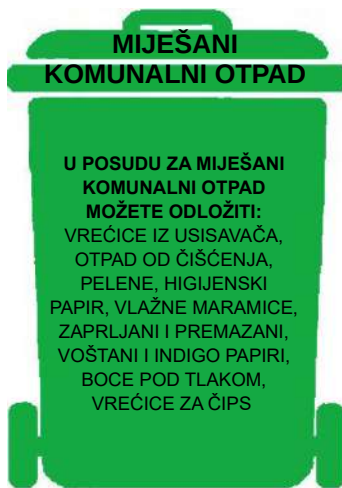 MIJEŠANI
KOMUNALNI OTPAD
U POSUDU ZA MIJEŠANI
KOMUNALNI OTPAD
MOŽETE ODLOŽITI:
VREĆICE IZ USISAVAČA,
OTPAD OD ČIŠĆENJA,
PELENE, HIGIJENSKI
PAPIR, VLAŽNE MARAMICE,
ZAPRLJANI I PREMAZANI,
VOŠTANI I INDIGO PAPIRI,
BOCE POD TLAKOM,
VREĆICE ZA ČIPS